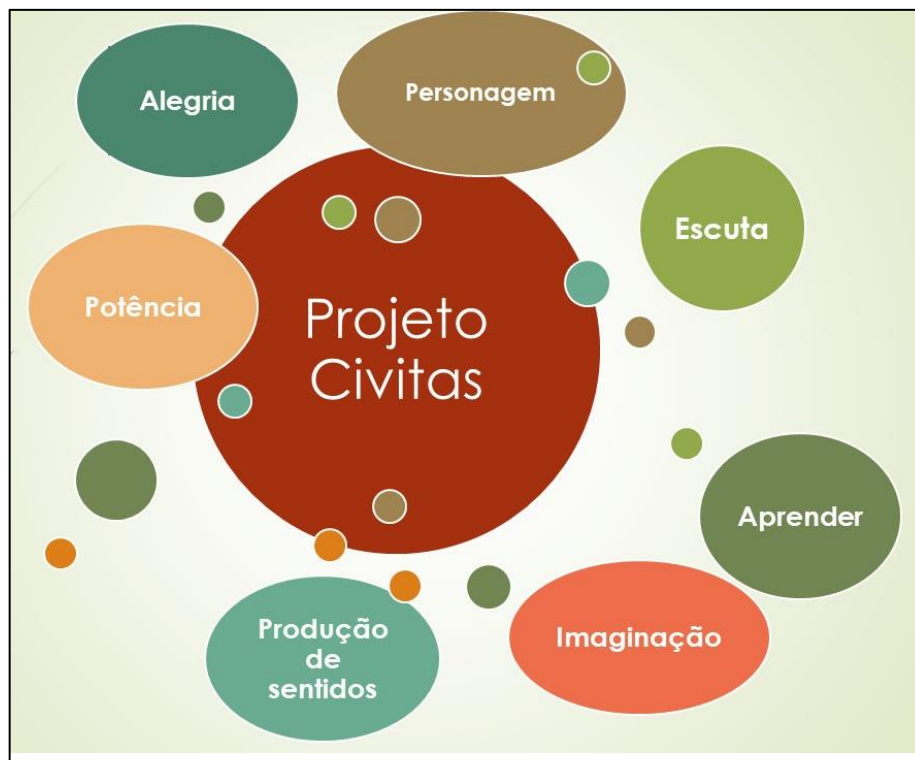 Alegria
Personagem
Escuta
Potência
Projeto
Civitas
Aprender
Imaginação
Produção
de
sentidos